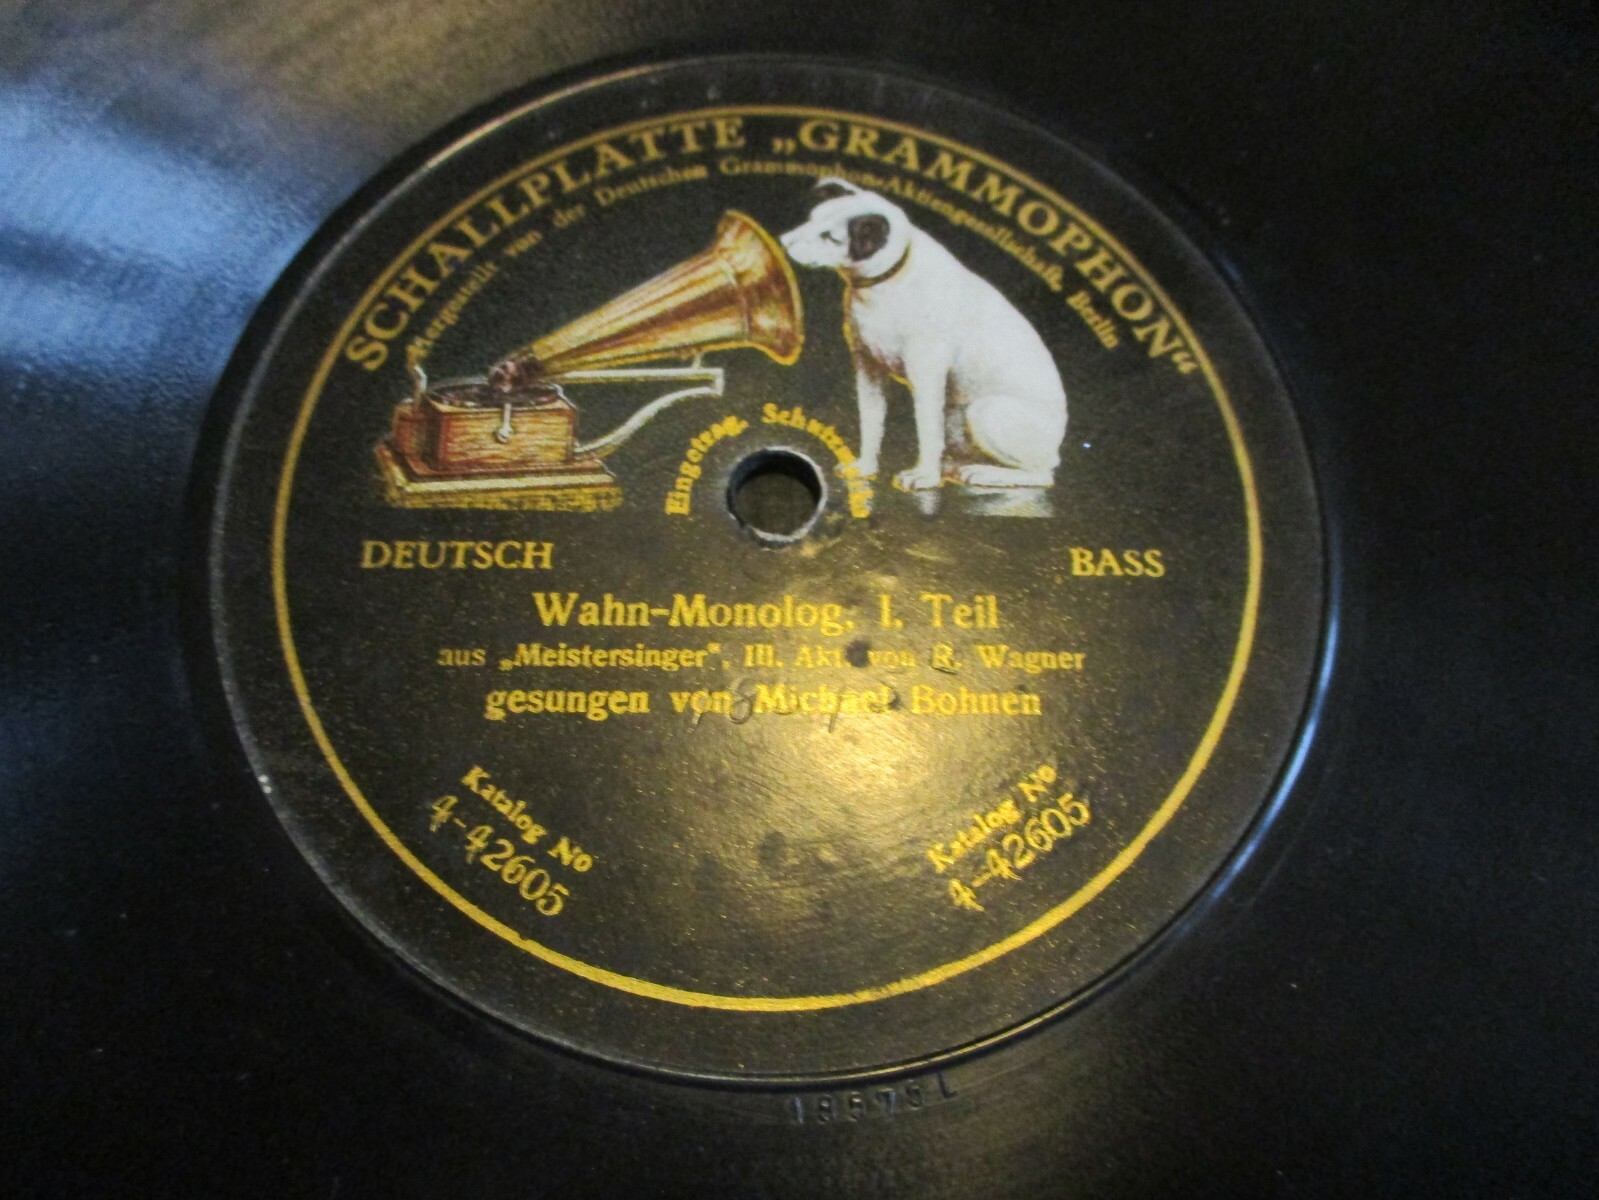 SCHALLPLATTE „GRAMMOPHON“
Hergestellt von der Deutschen Grammophon-Aktiengesellschaft, Berlin
Eingetrag. Schutzmarke
DEUTSCH
BASS
Wahn-Monolog, I. Teil
aus „Meistersinger", III. Akt, von R. Wagner
gesungen von Michael Bohnen
Katalog No
4-42605
Katalog No
4-42605
18575L